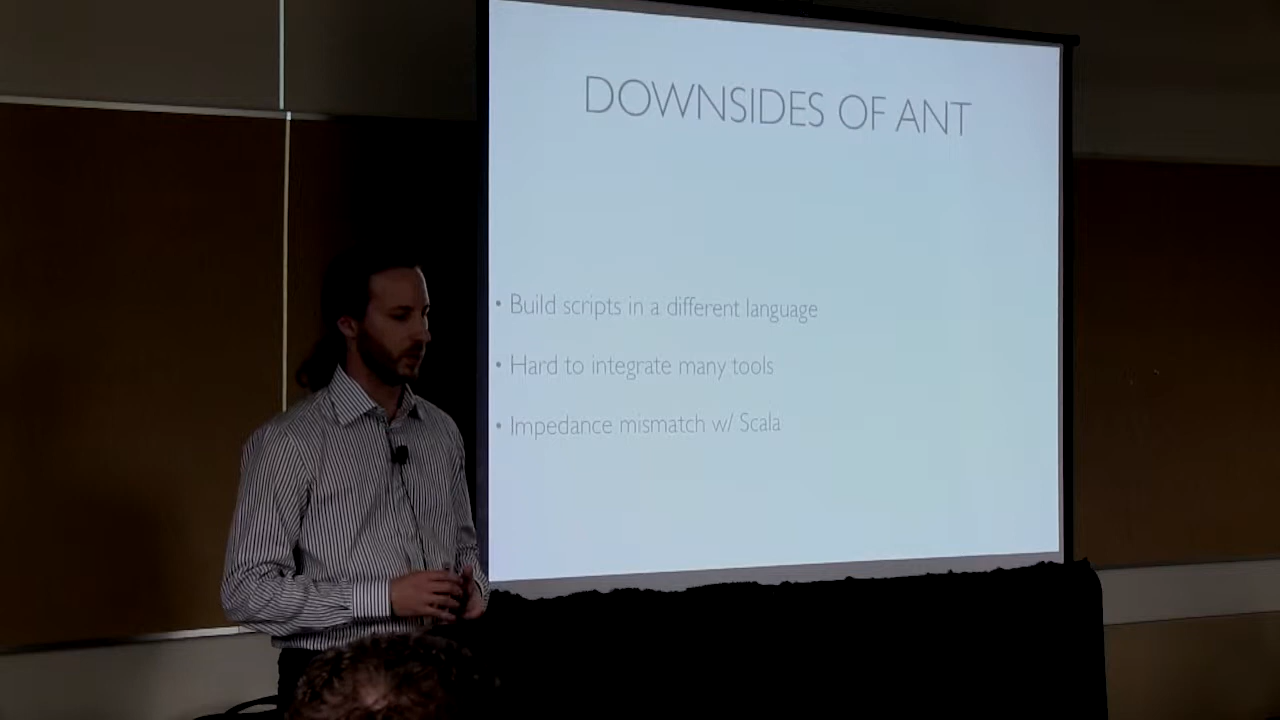 DOWNSIDES OF ANT
• Build scripts in a different language
• Hard to integrate many tools
• Impedance mismatch w/ Scala